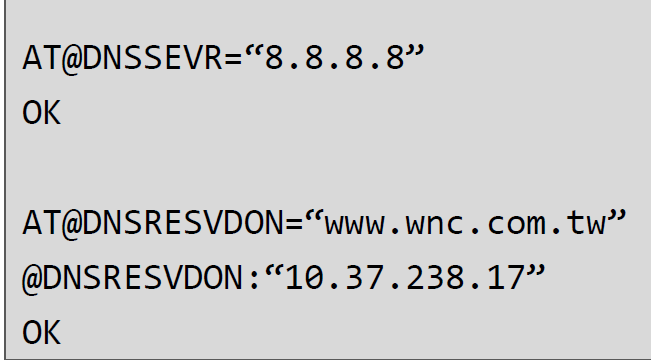 AT@DNSSEVR=“8.8.8.8”
OK
AT@DNSRESVDON=“www.wnc.com.tw”
@DNSRESVDON:“10.37.238.17”
OK